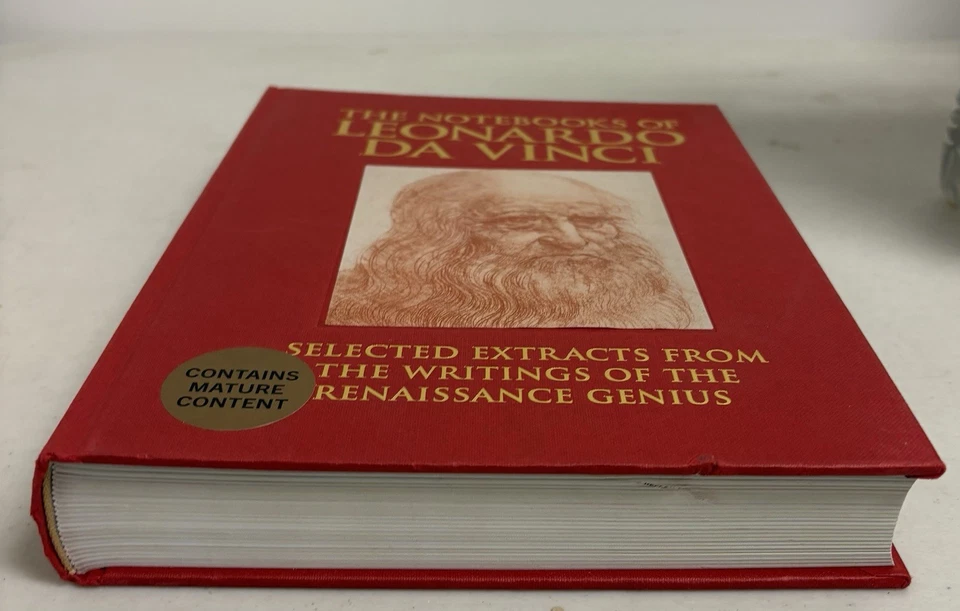 THE NOTEBOOKS OF
LEONARDO
DA VINCI
SELECTED EXTRACTS FROM
THE WRITINGS OF THE
RENAISSANCE GENIUS
CONTAINS
MATURE
CONTENT